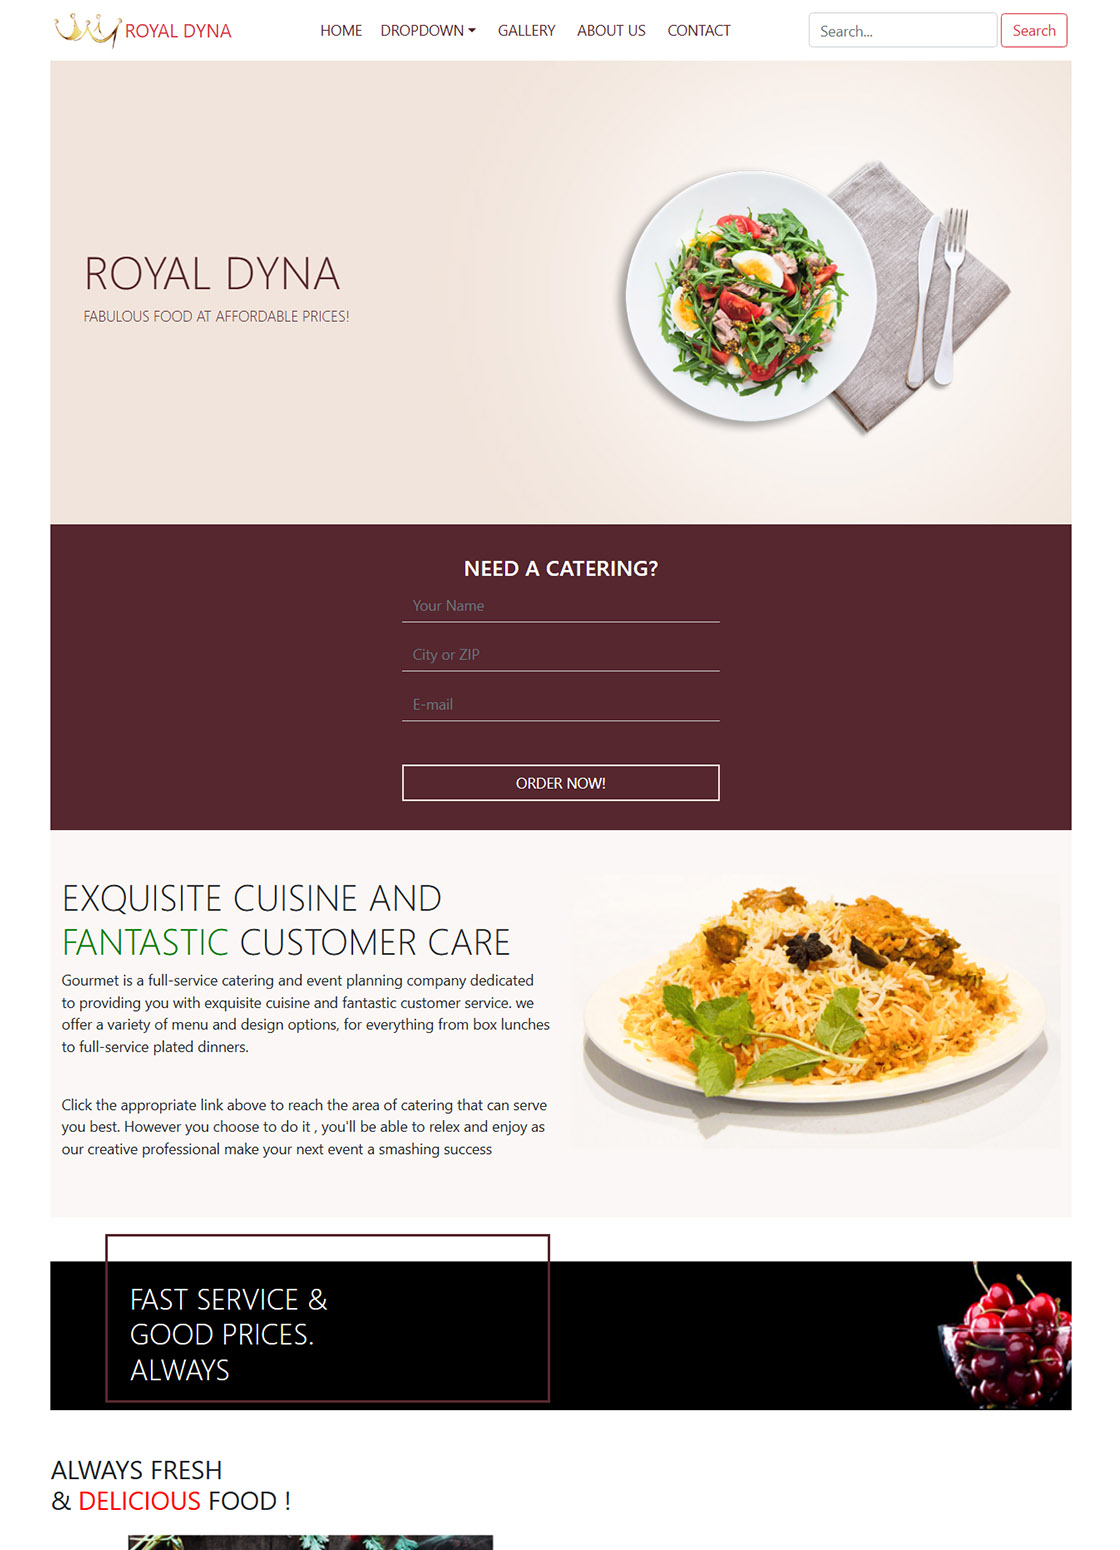 ROYAL DYNA
HOME
DROPDOWN
GALLERY
ABOUT US
CONTACT
Search...
Search
ROYAL DYNA
FABULOUS FOOD AT AFFORDABLE PRICES!
NEED A CATERING?
Your Name
City or ZIP
E-mail
ORDER NOW!
EXQUISITE CUISINE AND
FANTASTIC CUSTOMER CARE
Gourmet is a full-service catering and event planning company dedicated
to providing you with exquisite cuisine and fantastic customer service. we
offer a variety of menu and design options, for everything from box lunches
to full-service plated dinners.
Click the appropriate link above to reach the area of catering that can serve
you best. However you choose to do it , you'll be able to relex and enjoy as
our creative professional make your next event a smashing success
FAST SERVICE &
GOOD PRICES.
ALWAYS
ALWAYS FRESH
& DELICIOUS FOOD !